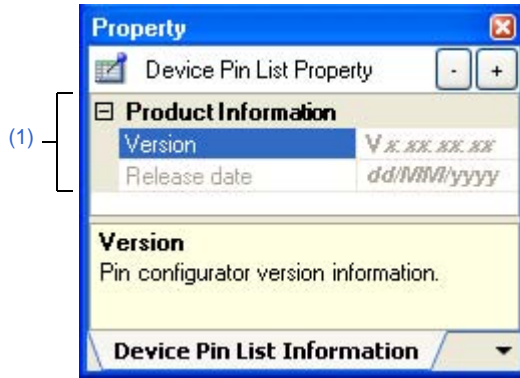 Property
Device Pin List Property
- +
(1)
Product Information
Version V x.xx.xx.xx
Release date dd/MM/yyyy
Version
Pin configurator version information.
Device Pin List Information